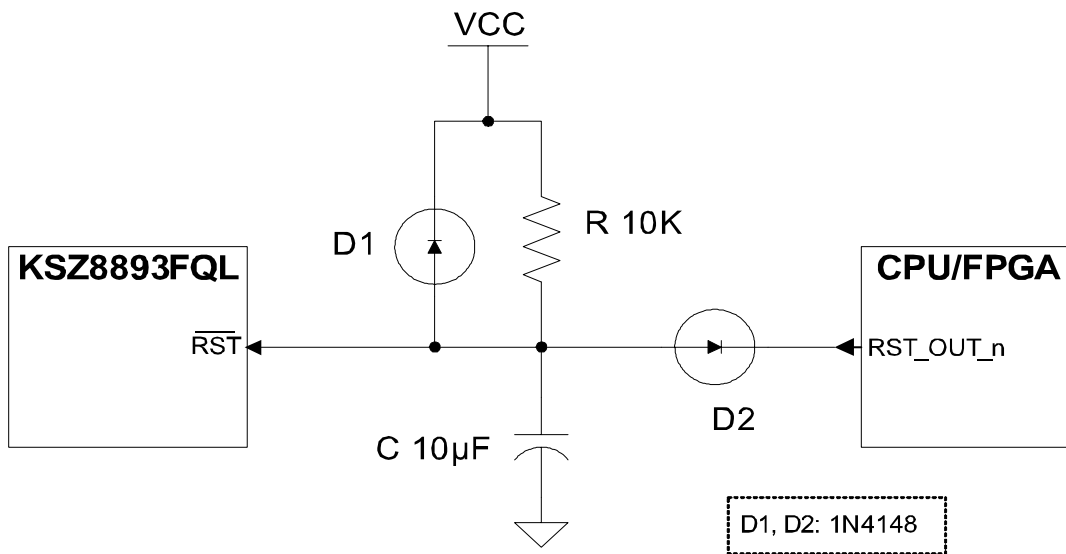 VCC
D1
R 10K
KSZ8893FQL
RST
CPU/FPGA
RST_OUT_n
D2
C 10µF
D1, D2: 1N4148